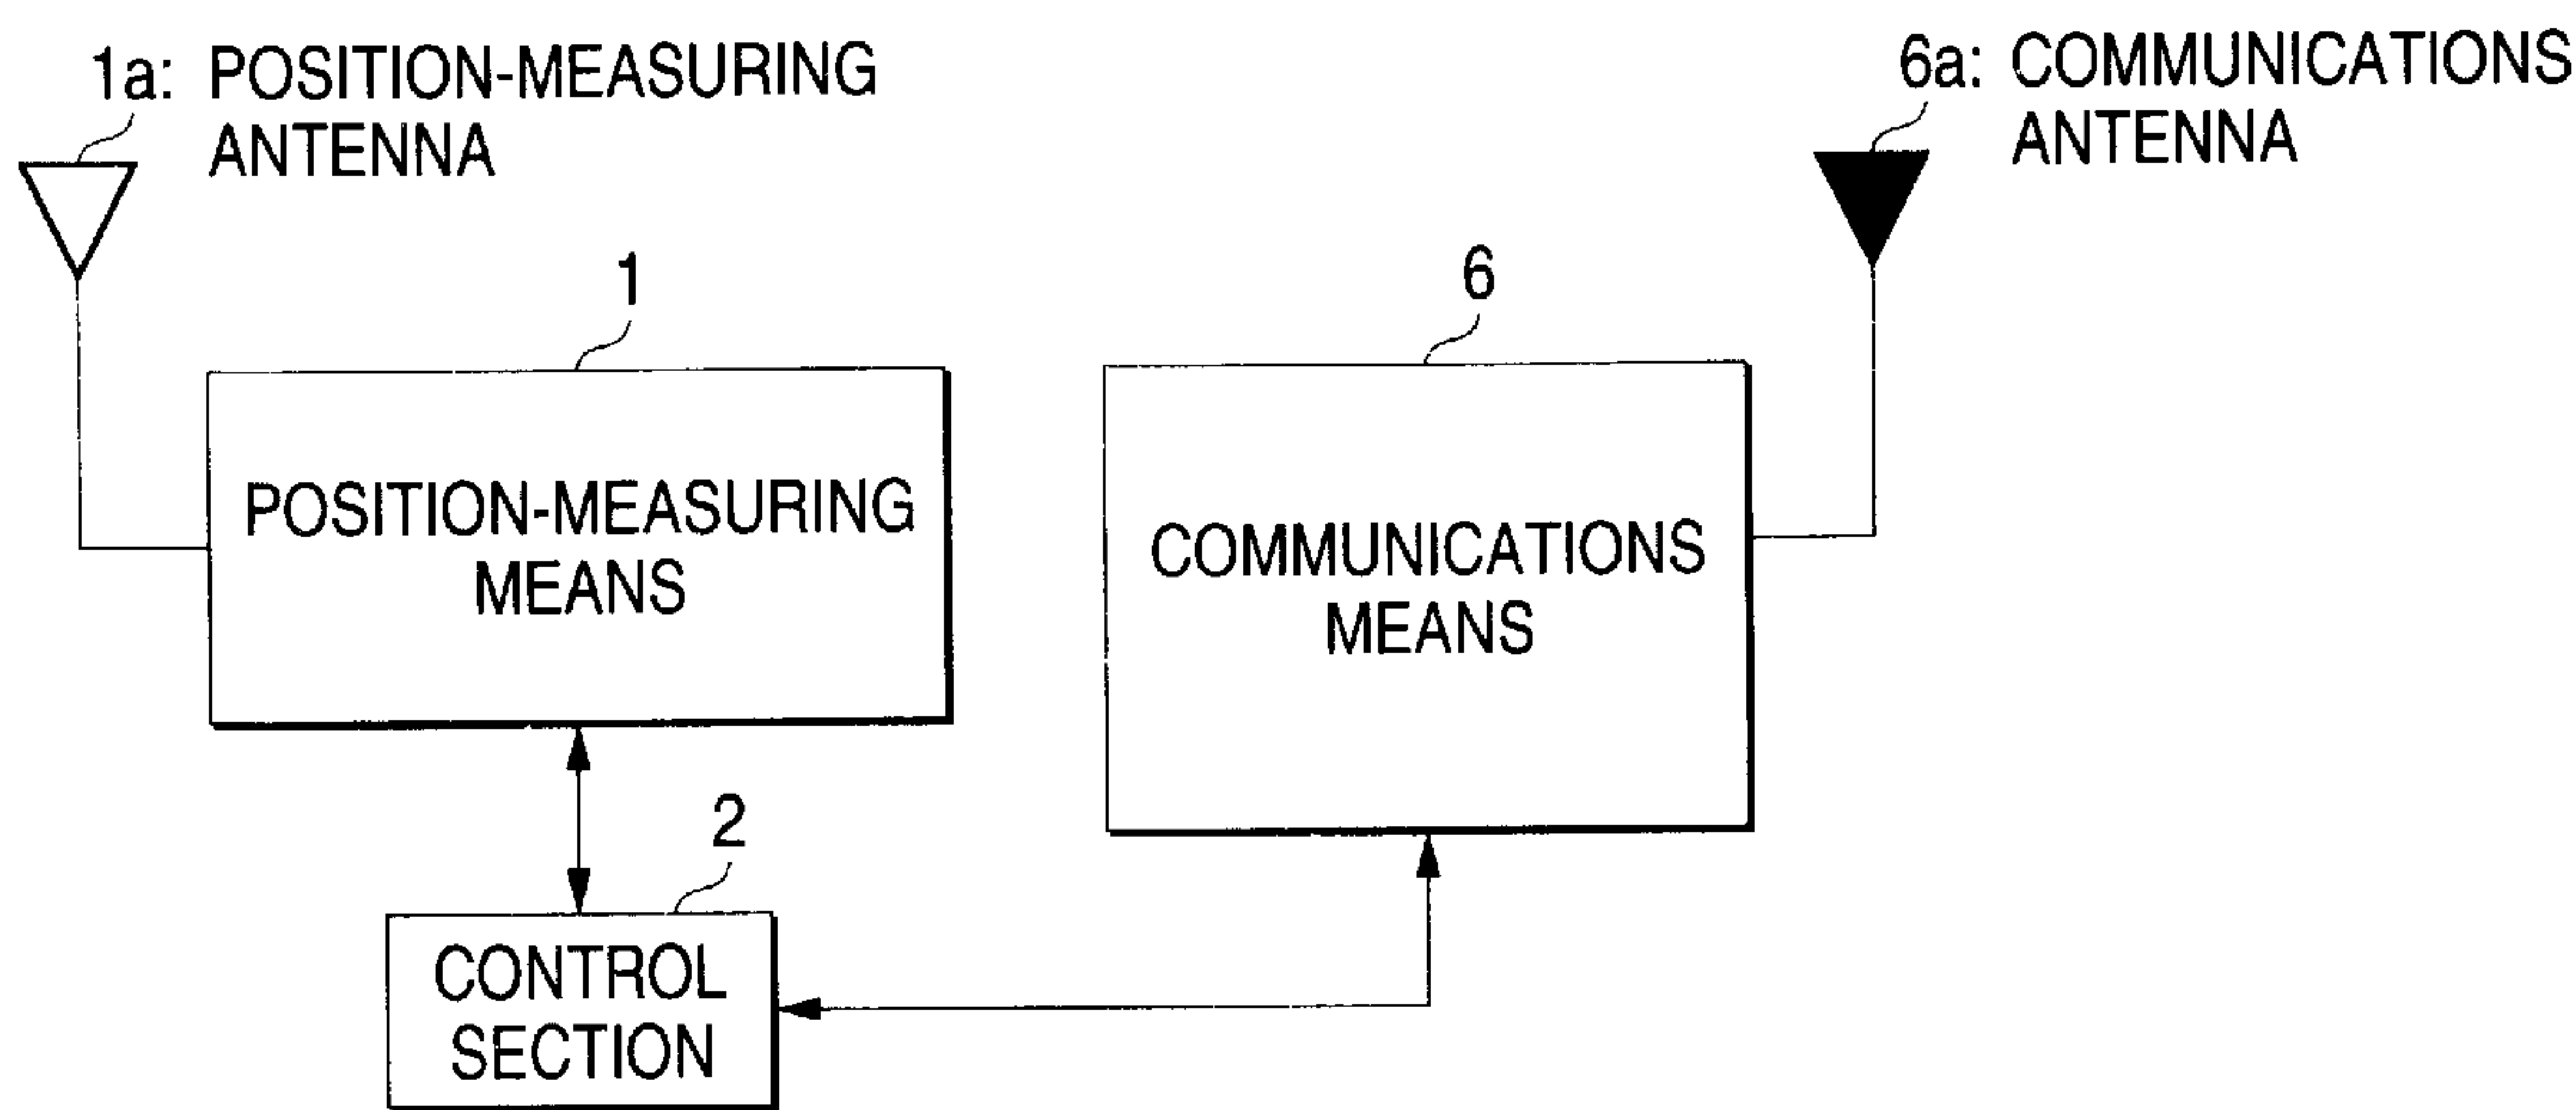 1a: POSITION-MEASURING
ANTENNA
6a: COMMUNICATIONS
ANTENNA
1
POSITION-MEASURING
MEANS
6
COMMUNICATIONS
MEANS
2
CONTROL
SECTION